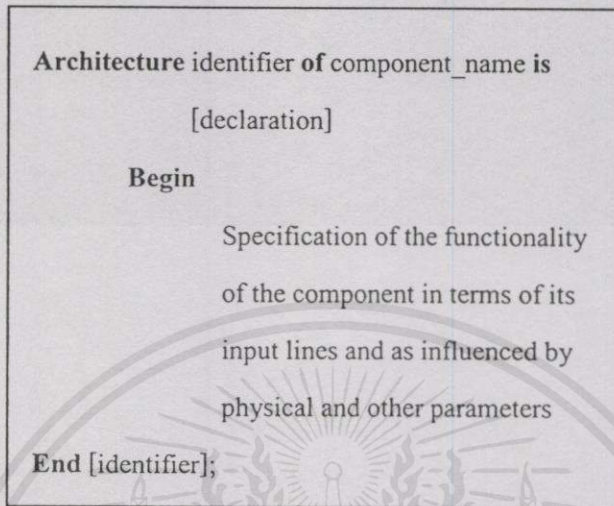 Architecture identifier of component_name is
[declaration]
Begin
Specification of the functionality
of the component in terms of its
input lines and as influenced by
physical and other parameters
End [identifier];